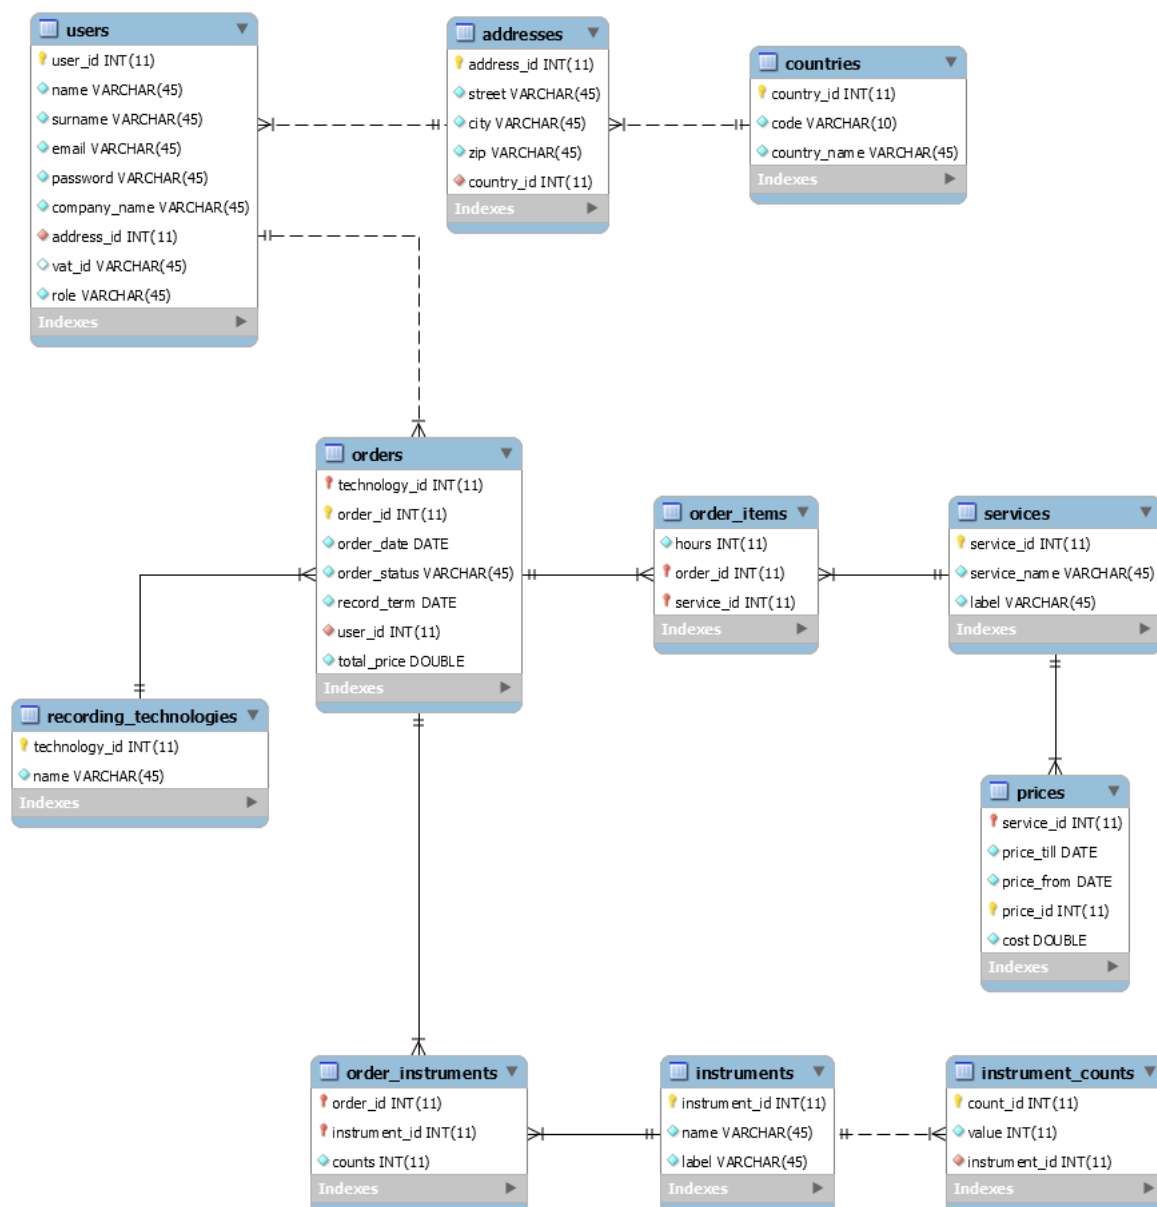 users
user_id INT(11)
name VARCHAR(45)
surname VARCHAR(45)
email VARCHAR(45)
password VARCHAR(45)
company_name VARCHAR(45)
address_id INT(11)
vat_id VARCHAR(45)
role VARCHAR(45)
Indexes
addresses
address_id INT(11)
street VARCHAR(45)
city VARCHAR(45)
zip VARCHAR(45)
country_id INT(11)
Indexes
countries
country_id INT(11)
code VARCHAR(10)
country_name VARCHAR(45)
Indexes
orders
technology_id INT(11)
order_id INT(11)
order_date DATE
order_status VARCHAR(45)
record_term DATE
user_id INT(11)
total_price DOUBLE
Indexes
order_items
hours INT(11)
order_id INT(11)
service_id INT(11)
Indexes
services
service_id INT(11)
service_name VARCHAR(45)
label VARCHAR(45)
Indexes
recording_technologies
technology_id INT(11)
name VARCHAR(45)
Indexes
prices
service_id INT(11)
price_till DATE
price_from DATE
price_id INT(11)
cost DOUBLE
Indexes
order_instruments
order_id INT(11)
instrument_id INT(11)
counts INT(11)
Indexes
instruments
instrument_id INT(11)
name VARCHAR(45)
label VARCHAR(45)
Indexes
instrument_counts
count_id INT(11)
value INT(11)
instrument_id INT(11)
Indexes